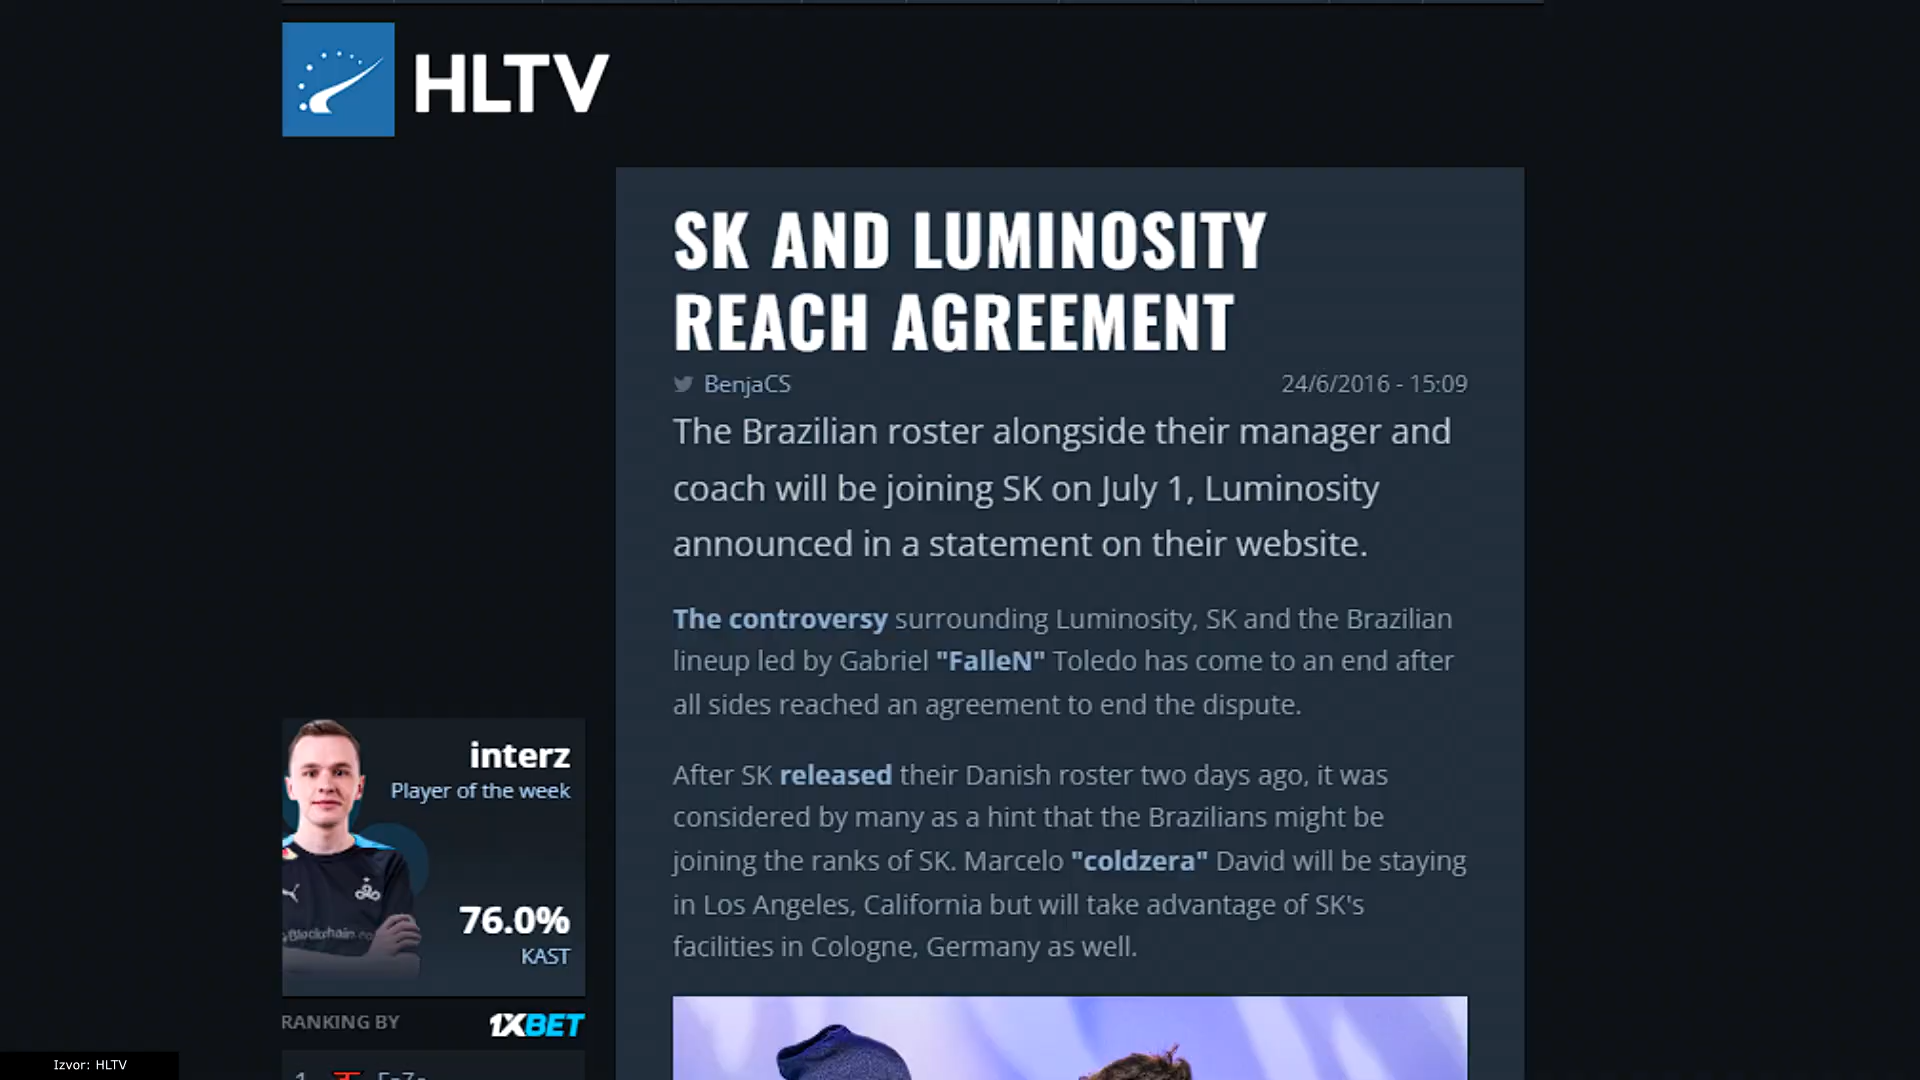 HLTV
SK AND LUMINOSITY
REACH AGREEMENT
BenjaCS
24/6/2016 - 15:09
The Brazilian roster alongside their manager and
coach will be joining SK on July 1, Luminosity
announced in a statement on their website.
The controversy surrounding Luminosity, SK and the Brazilian
lineup led by Gabriel "FalleN" Toledo has come to an end after
all sides reached an agreement to end the dispute.
After SK released their Danish roster two days ago, it was
considered by many as a hint that the Brazilians might be
joining the ranks of SK. Marcelo "coldzera" David will be staying
in Los Angeles, California but will take advantage of SK's
facilities in Cologne, Germany as well.
interz
Player of the week
76.0%
KAST
RANKING BY
1XBET
Izvor: HLTV